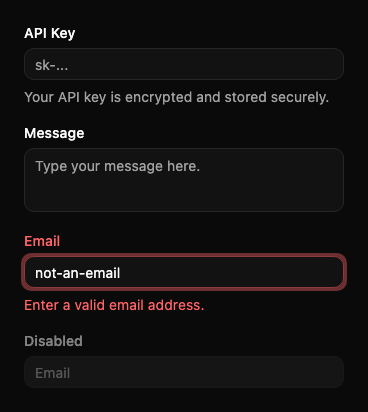 API Key
sk-...
Your API key is encrypted and stored securely.
Message
Type your message here.
Email
not-an-email
Enter a valid email address.
Disabled
Email